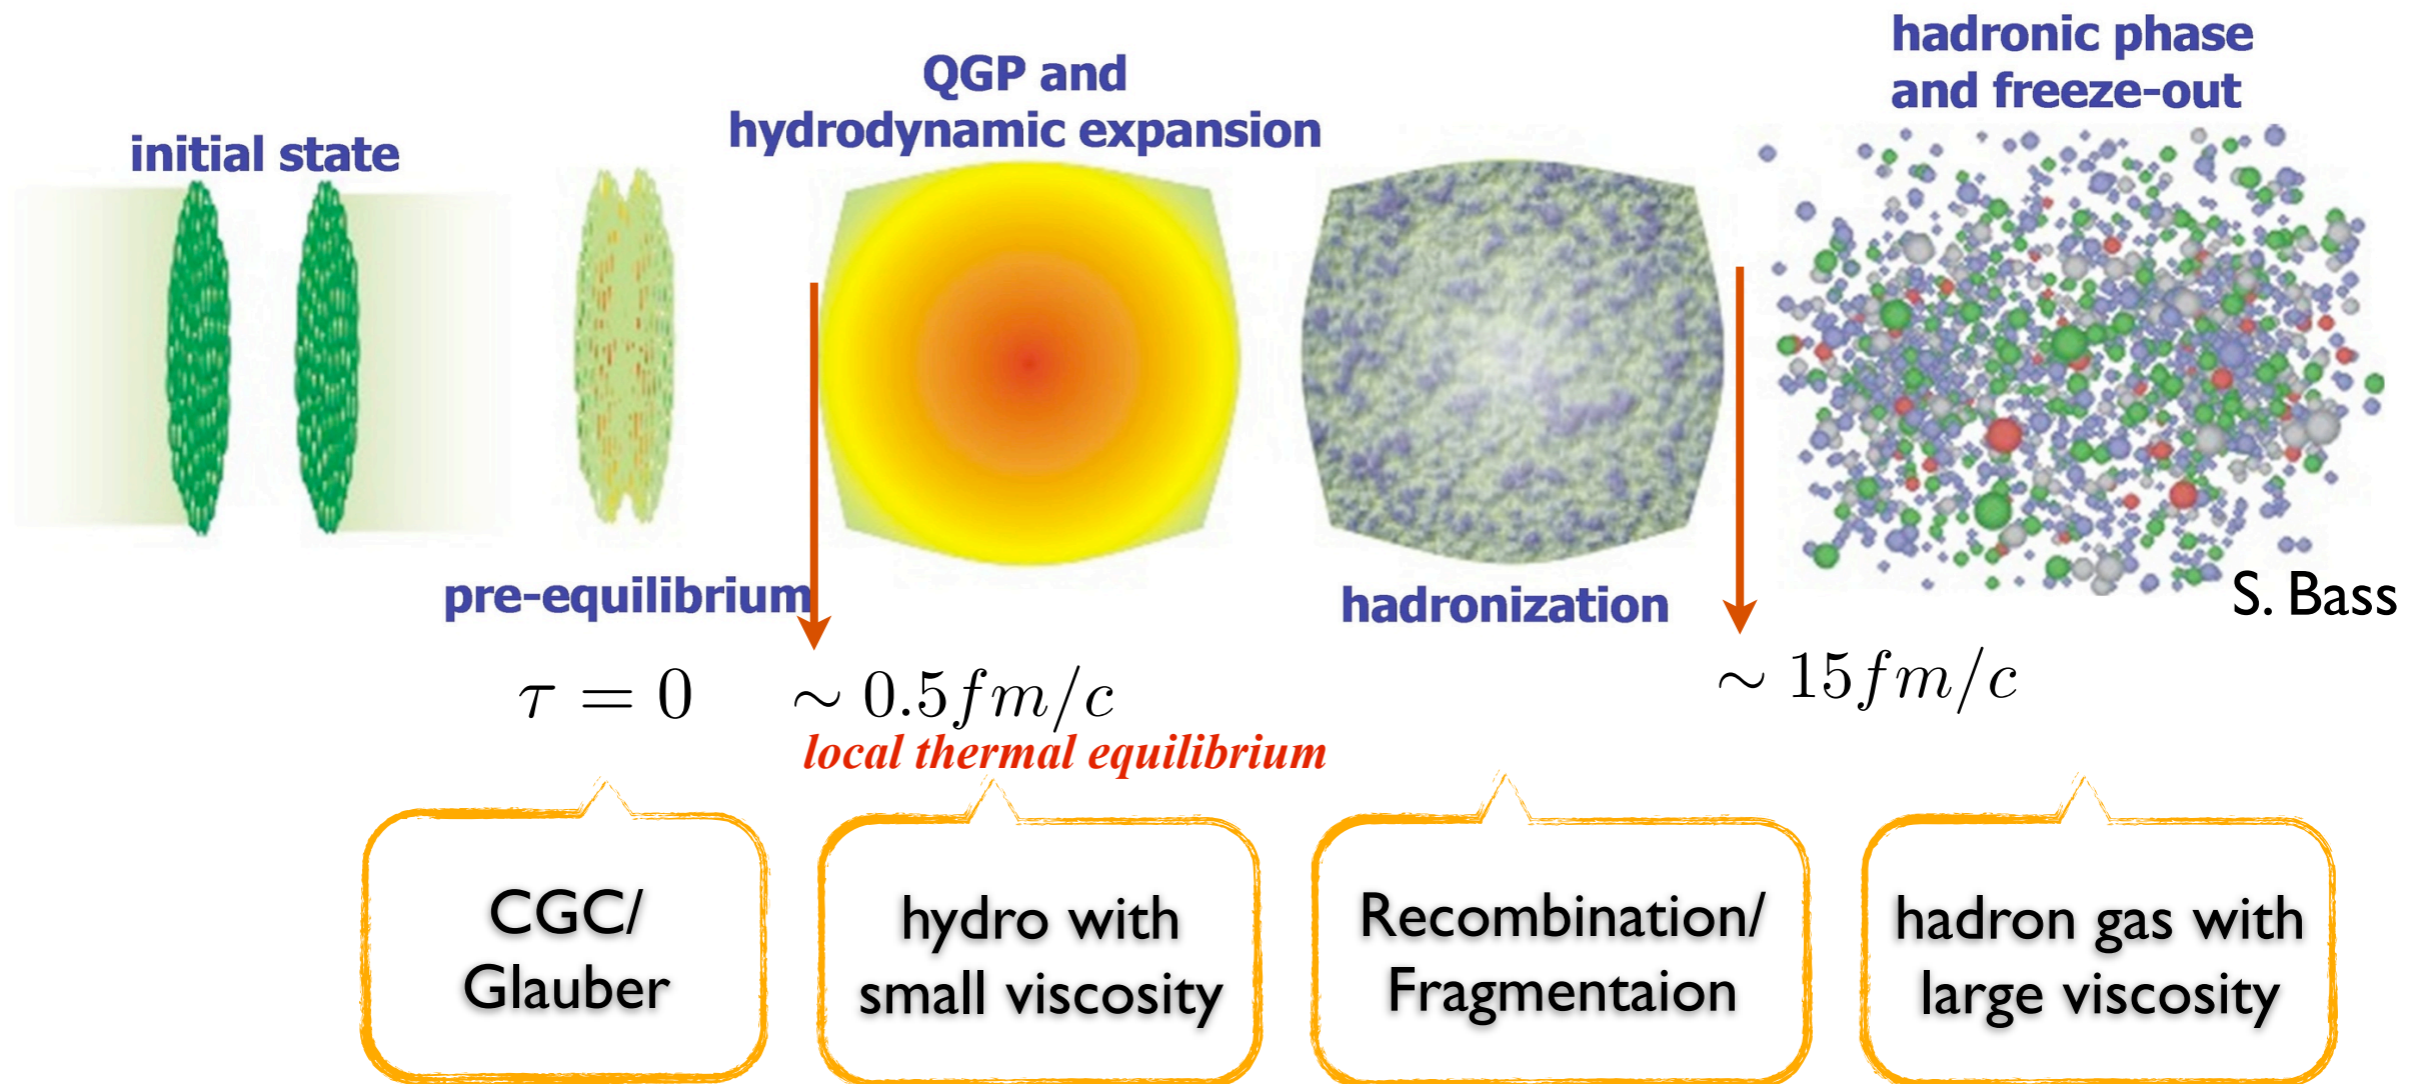 initial state
pre-equilibrium
QGP and
hydrodynamic expansion
hadronization
hadronic phase
and freeze-out
S. Bass
τ = 0
~ 0.5fm/c
local thermal equilibrium
~ 15fm/c
CGC/
Glauber
hydro with
small viscosity
Recombination/
Fragmentaion
hadron gas with
large viscosity